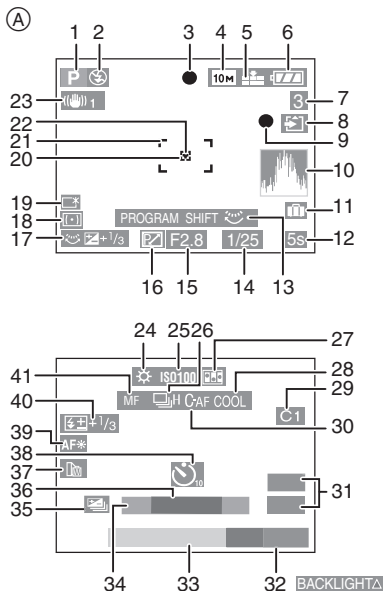 A
1 2 3 4 5 6
P 10M
23 1 3 7
22 8
21 9
20 10
19 11
18 PROGRAM SHIFT
17 +1/3 P F2.8 1/25 5s 12
16 15 14 13
24 25 26 27
28
41 ISO100 29
40 MF H C-AF COOL C1
+1/3 30
39 38
AF✳
37 10
36 31
35
34 33 32 BACKLIGHT△